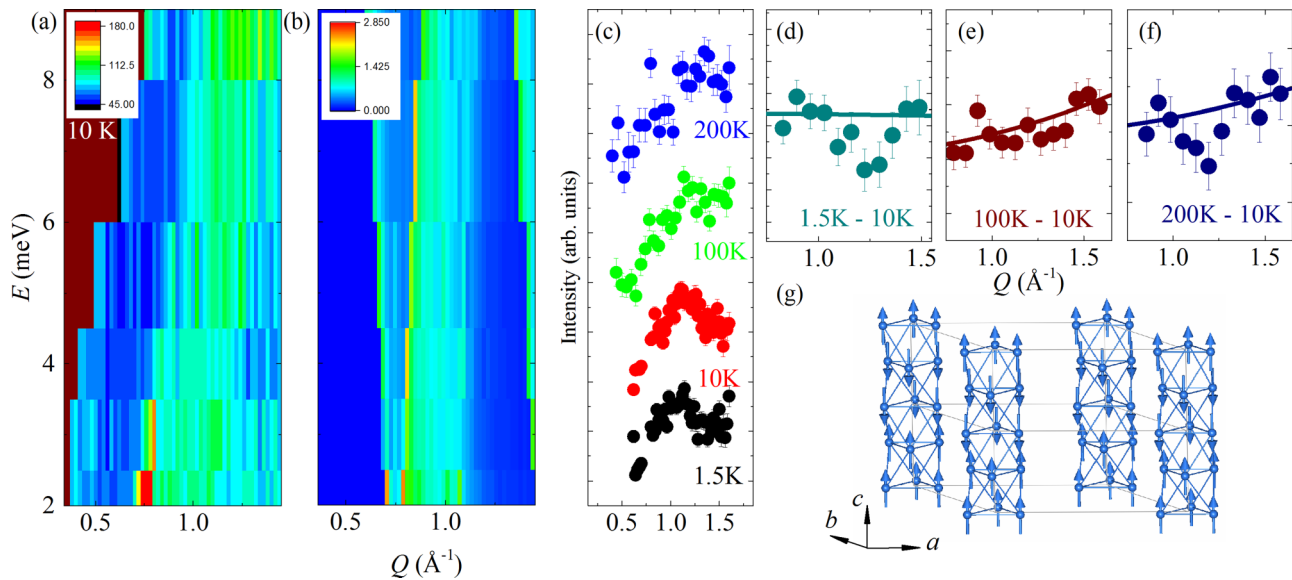 (a)
180.0
112.5
45.00
10 K
8
6
4
2
E (meV)
0.5
1.0
(b)
2.850
1.425
0.000
0.5
1.0
Q (Å⁻¹)
(c)
200K
100K
10K
1.5K
Intensity (arb. units)
0.5 1.0 1.5
(d)
1.5K - 10K
1.0
1.5
(e)
100K - 10K
1.0
1.5
Q (Å⁻¹)
(f)
200K - 10K
1.0
1.5
(g)
c
b
a